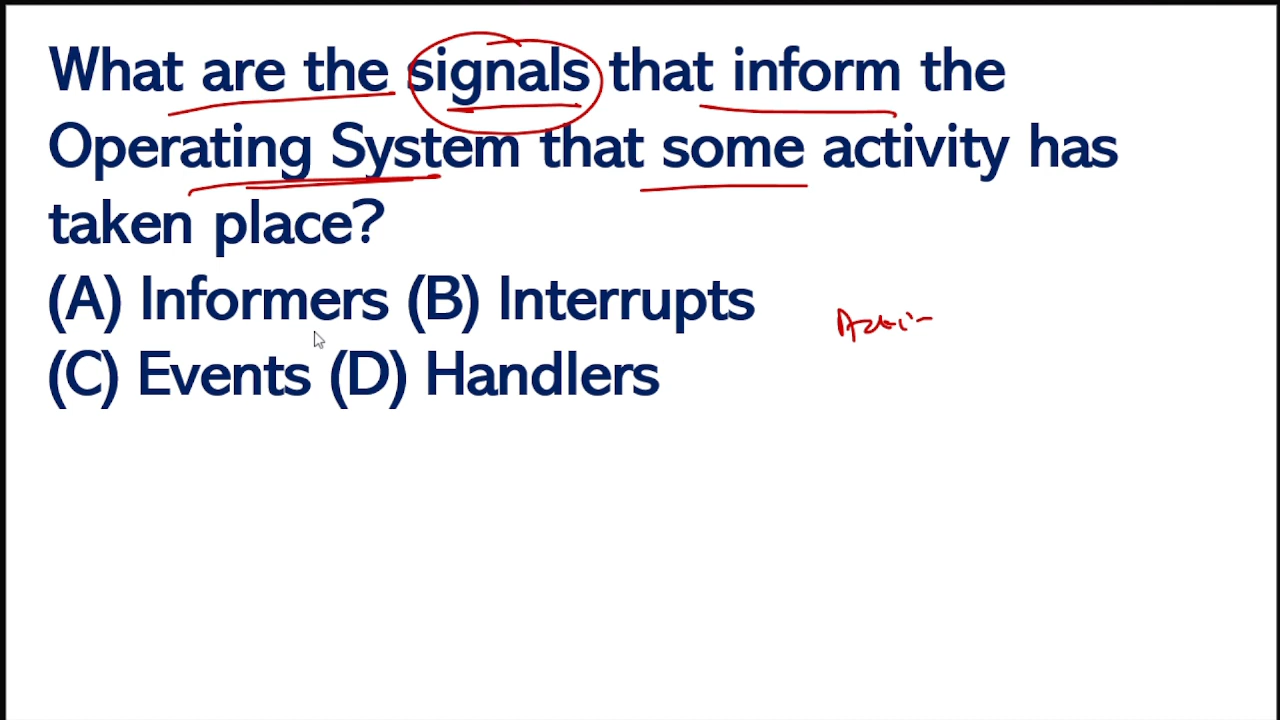 What are the signals that inform the
Operating System that some activity has
taken place?
(A) Informers (B) Interrupts
(C) Events (D) Handlers